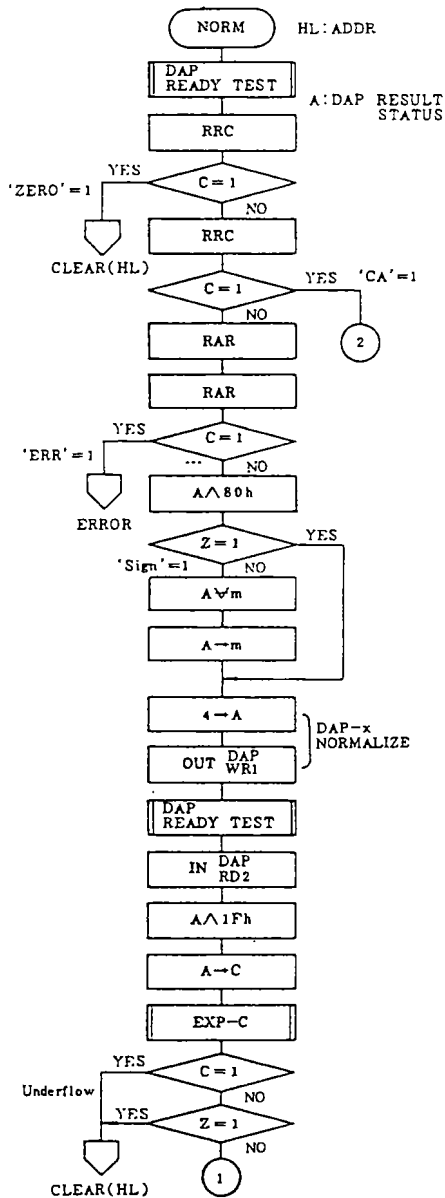 NORM HL:ADDR
DAP
READY TEST
A:DAP RESULT
STATUS
RRC
YES C=1
'ZERO'=1
NO
RRC
CLEAR(HL)
C=1 YES 'CA'=1
NO
2
RAR
RAR
YES C=1
'ERR'=1
... NO
A∧80h
ERROR
Z=1 YES
'Sign'=1 NO
A⊻m
A→m
4→A
DAP-x
NORMALIZE
OUT DAP
WR1
DAP
READY TEST
IN DAP
RD2
A∧1Fh
A→C
EXP-C
YES C=1
Underflow NO
YES Z=1
NO
CLEAR(HL)
1